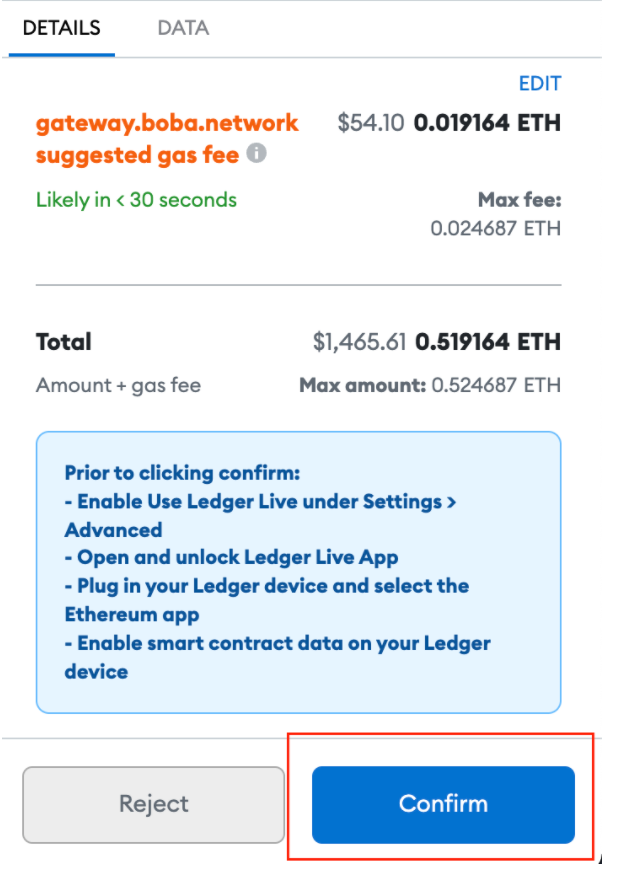 DETAILS DATA
EDIT
gateway.boba.network $54.10 0.019164 ETH
suggested gas fee
Likely in < 30 seconds Max fee:
0.024687 ETH
Total $1,465.61 0.519164 ETH
Amount + gas fee Max amount: 0.524687 ETH
Prior to clicking confirm:
- Enable Use Ledger Live under Settings >
Advanced
- Open and unlock Ledger Live App
- Plug in your Ledger device and select the
Ethereum app
- Enable smart contract data on your Ledger
device
Reject Confirm